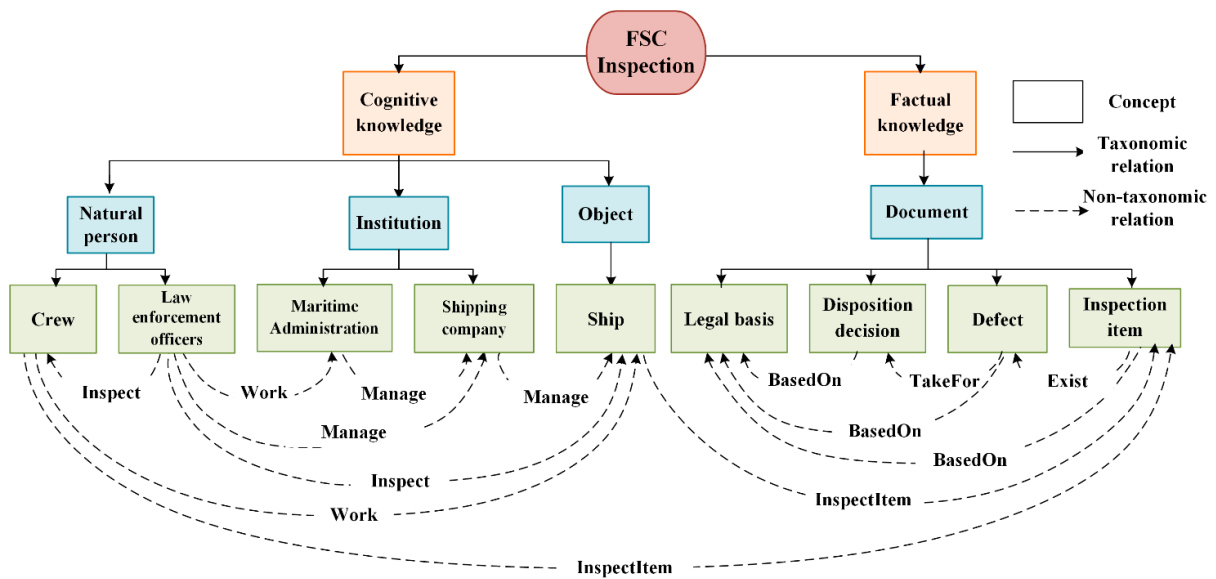 FSC
Inspection
Cognitive
knowledge
Factual
knowledge
Concept
Taxonomic
relation
Non-taxonomic
relation
Natural
person
Institution
Object
Document
Crew
Law
enforcement
officers
Maritimc
Administration
Shipping
company
Ship
Legal basis
Disposition
decision
Defect
Inspection
item
Inspect
Work
Manage
Manage
BasedOn
TakeFor
Exist
Manage
BasedOn
BasedOn
Inspect
InspectItem
Work
InspectItem